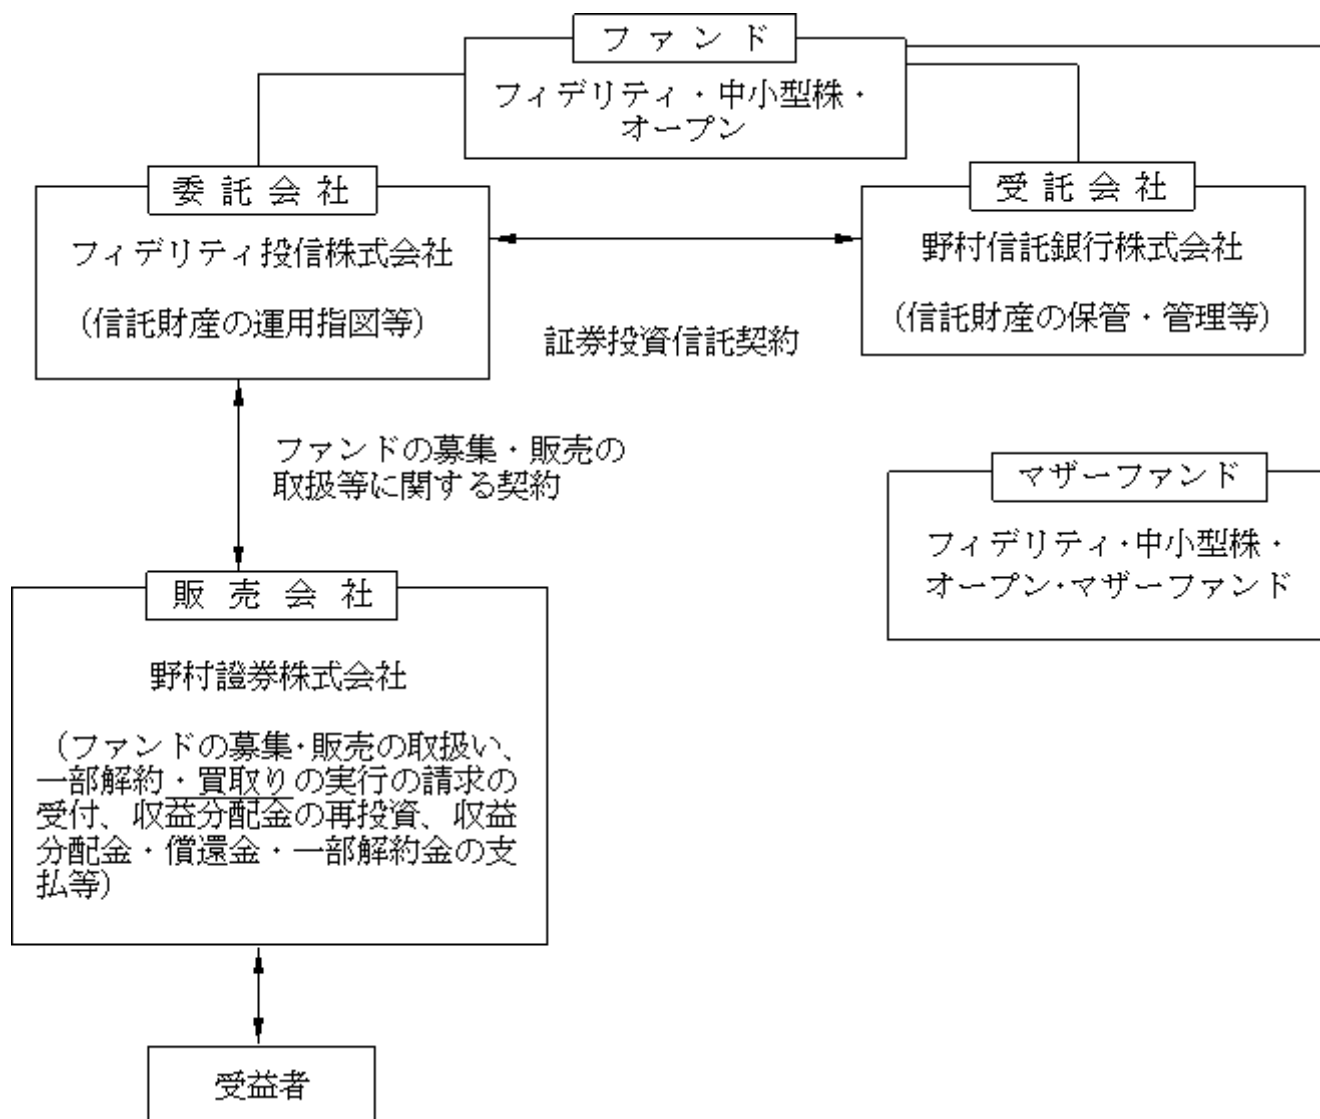 ファンド
フィデリティ・中小型株・
オープン
委託会社
フィデリティ投信株式会社
(信託財産の運用指図等)
受託会社
野村信託銀行株式会社
(信託財産の保管・管理等)
証券投資信託契約
ファンドの募集・販売の
取扱等に関する契約
マザーファンド
フィデリティ・中小型株・
オープン・マザーファンド
販売会社
野村證券株式会社
(ファンドの募集・販売の取扱い、
一部解約・買取りの実行の請求の
受付、収益分配金の再投資、収益
分配金・償還金・一部解約金の支
払等)
受益者